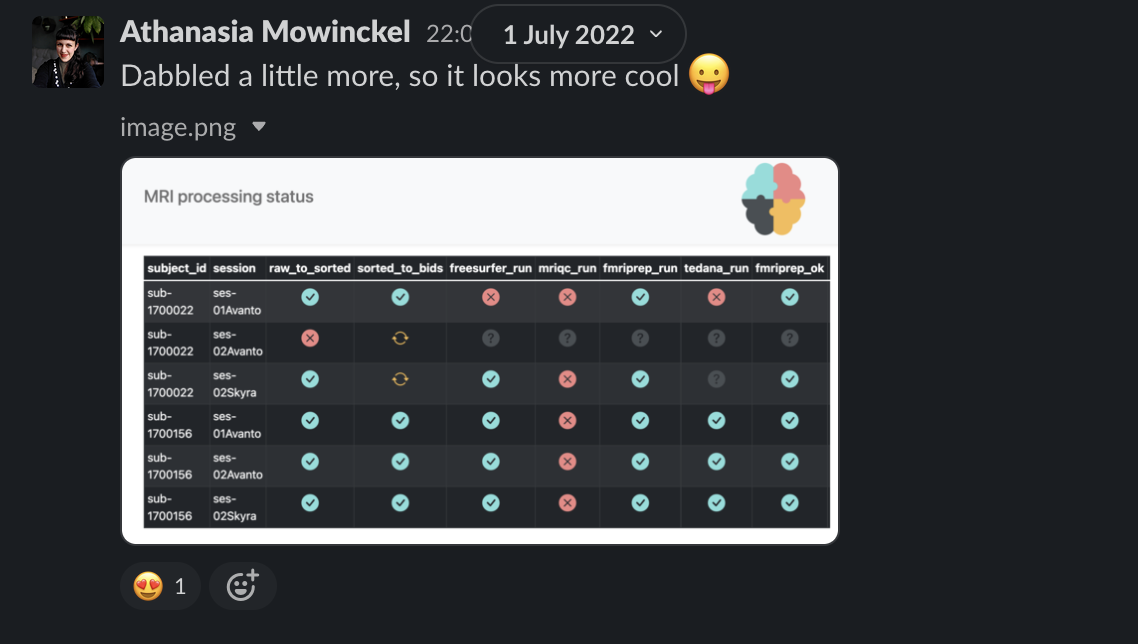 Athanasia Mowinckel 22:0
1 July 2022
Dabbled a little more, so it looks more cool 😛
image.png
MRI processing status
subject_id session raw_to_sorted sorted_to_bids freesurfer_run mriqc_run fmriprep_run tedana_run fmriprep_ok
sub- ses-
1700022 01Avanto
sub- ses-
1700022 02Avanto
sub- ses-
1700022 02Skyra
sub- ses-
1700156 01Avanto
sub- ses-
1700156 02Avanto
sub- ses-
1700156 02Skyra
😍 1